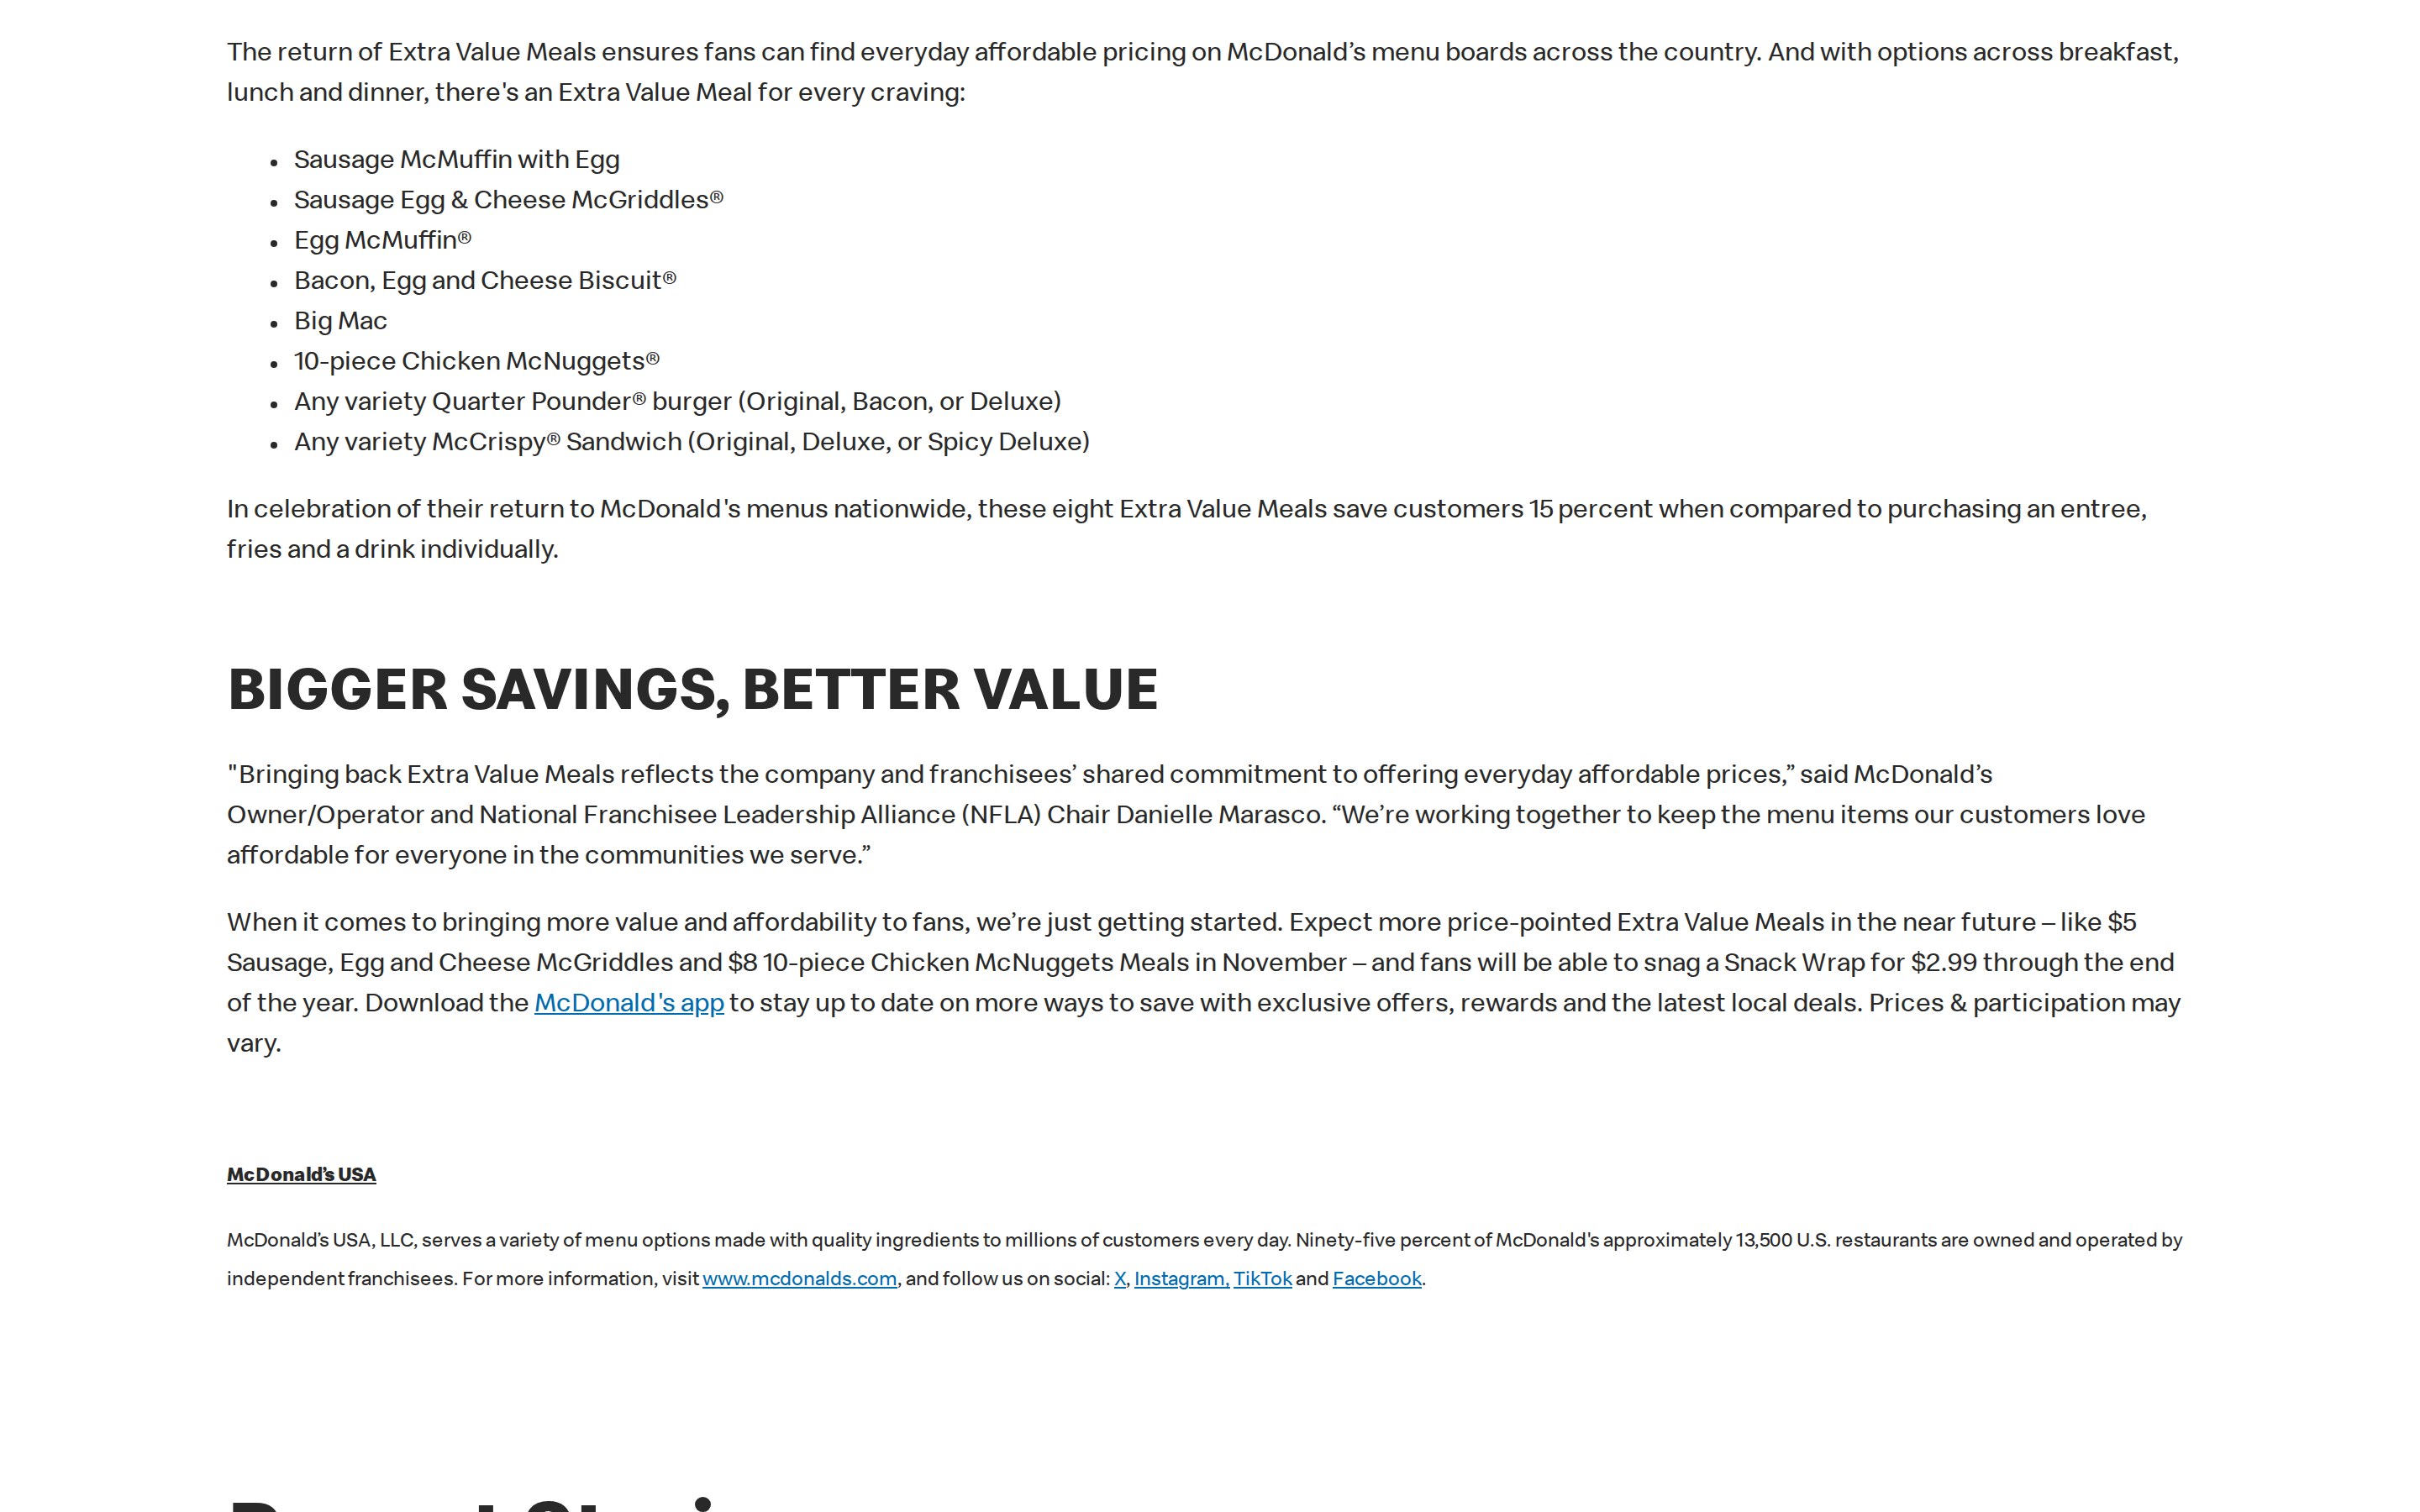 The return of Extra Value Meals ensures fans can find everyday affordable pricing on McDonald’s menu boards across the country. And with options across breakfast,
lunch and dinner, there's an Extra Value Meal for every craving:
• Sausage McMuffin with Egg
• Sausage Egg & Cheese McGriddles®
• Egg McMuffin®
• Bacon, Egg and Cheese Biscuit®
• Big Mac
• 10-piece Chicken McNuggets®
• Any variety Quarter Pounder® burger (Original, Bacon, or Deluxe)
• Any variety McCrispy® Sandwich (Original, Deluxe, or Spicy Deluxe)
In celebration of their return to McDonald's menus nationwide, these eight Extra Value Meals save customers 15 percent when compared to purchasing an entree,
fries and a drink individually.
BIGGER SAVINGS, BETTER VALUE
"Bringing back Extra Value Meals reflects the company and franchisees’ shared commitment to offering everyday affordable prices,” said McDonald’s
Owner/Operator and National Franchisee Leadership Alliance (NFLA) Chair Danielle Marasco. “We’re working together to keep the menu items our customers love
affordable for everyone in the communities we serve.”
When it comes to bringing more value and affordability to fans, we’re just getting started. Expect more price-pointed Extra Value Meals in the near future – like $5
Sausage, Egg and Cheese McGriddles and $8 10-piece Chicken McNuggets Meals in November – and fans will be able to snag a Snack Wrap for $2.99 through the end
of the year. Download the McDonald's app to stay up to date on more ways to save with exclusive offers, rewards and the latest local deals. Prices & participation may
vary.
McDonald’s USA
McDonald’s USA, LLC, serves a variety of menu options made with quality ingredients to millions of customers every day. Ninety-five percent of McDonald's approximately 13,500 U.S. restaurants are owned and operated by
independent franchisees. For more information, visit www.mcdonalds.com, and follow us on social: X, Instagram, TikTok and Facebook.